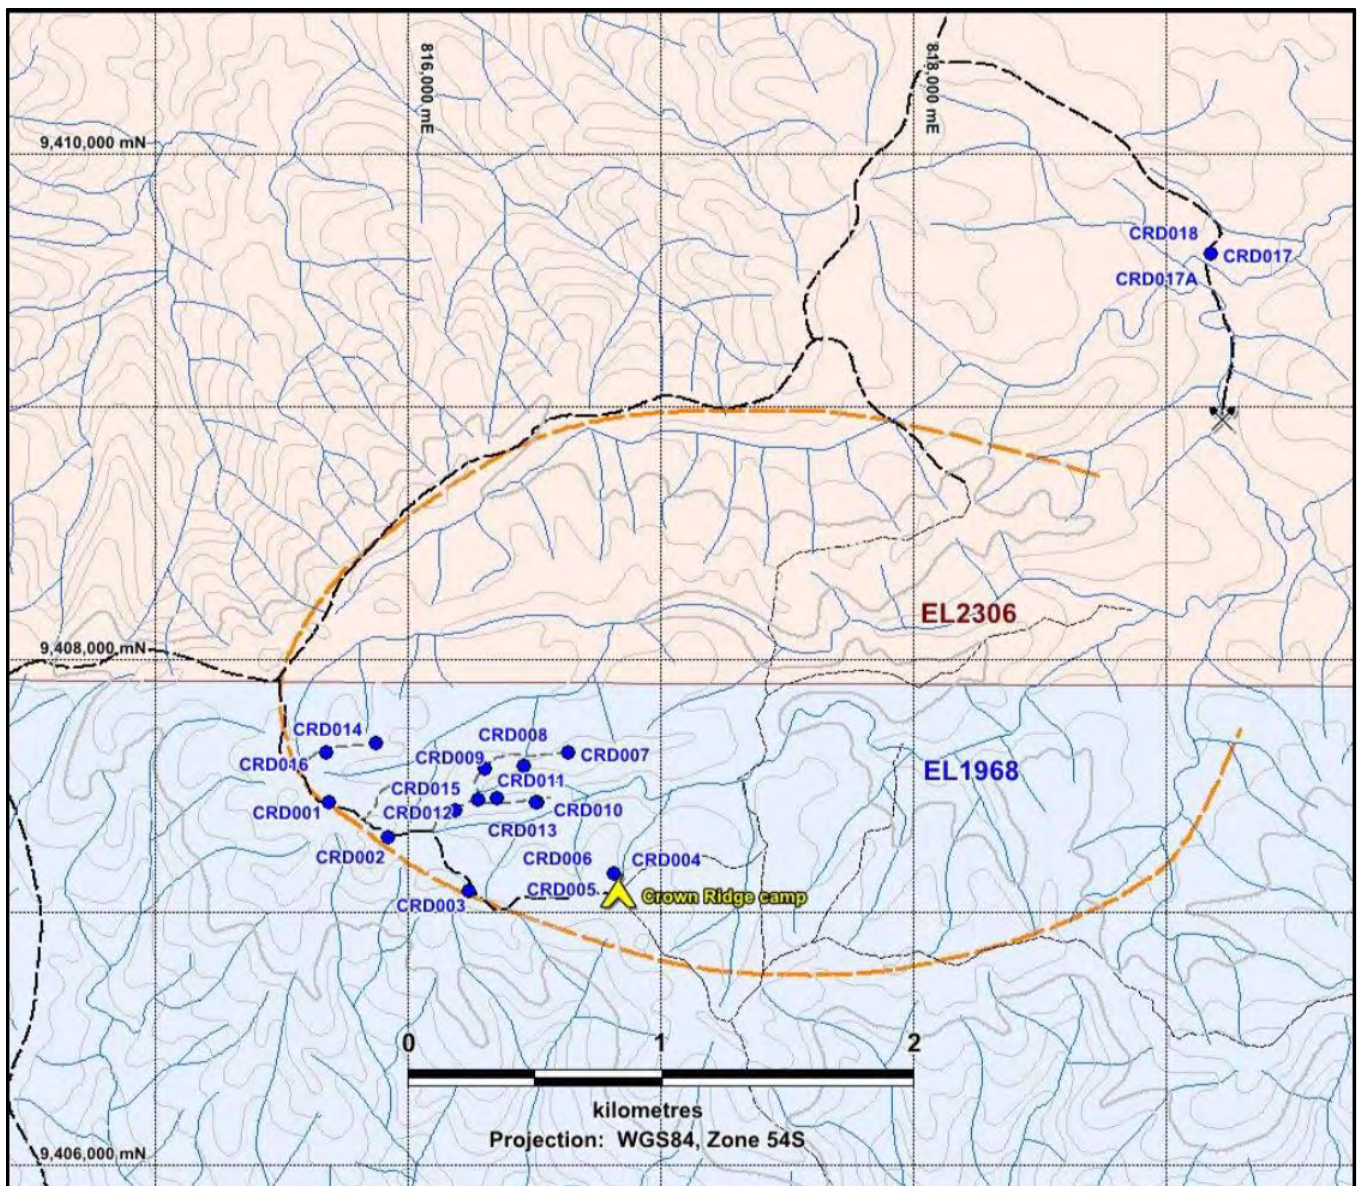 816,000 mE
818,000 mE
9,410,000 mN
CRD018
CRD017
CRD017A
EL2306
9,408,000 mN
CRD014
CRD008
CRD009
CRD007
CRD016
EL1968
CRD011
CRD015
CRD001
CRD012
CRD010
CRD013
CRD002
CRD006
CRD004
CRD005
Crown Ridge camp
CRD003
0 1 2
kilometres
Projection: WGS84, Zone 54S
9,406,000 mN